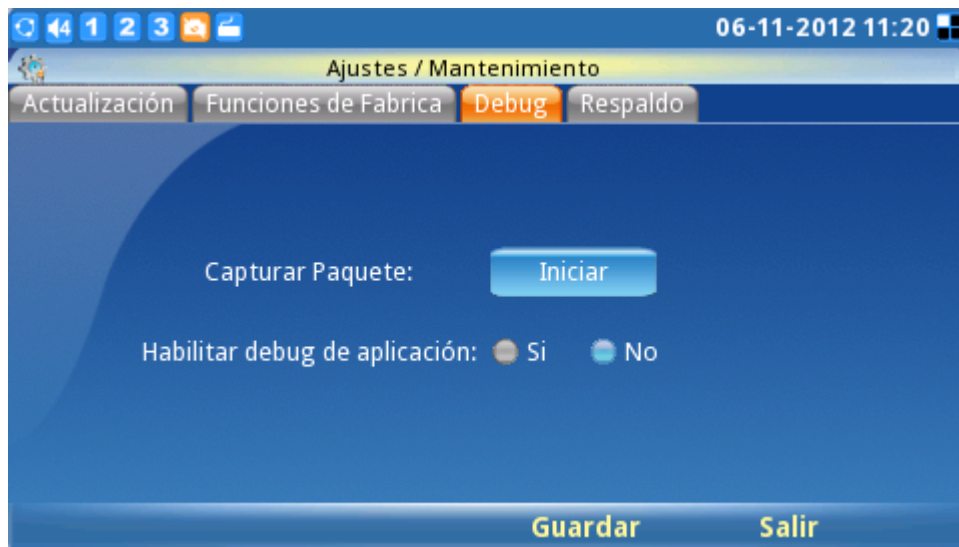 4 1 2 3 06-11-2012 11:20
Ajustes / Mantenimiento
Actualización Funciones de Fabrica Debug Respaldo
Capturar Paquete: Iniciar
Habilitar debug de aplicación: Si No
Guardar Salir